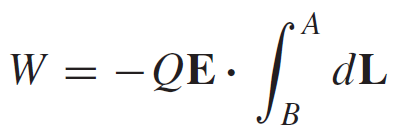 W = −QE · ∫_B^A dL